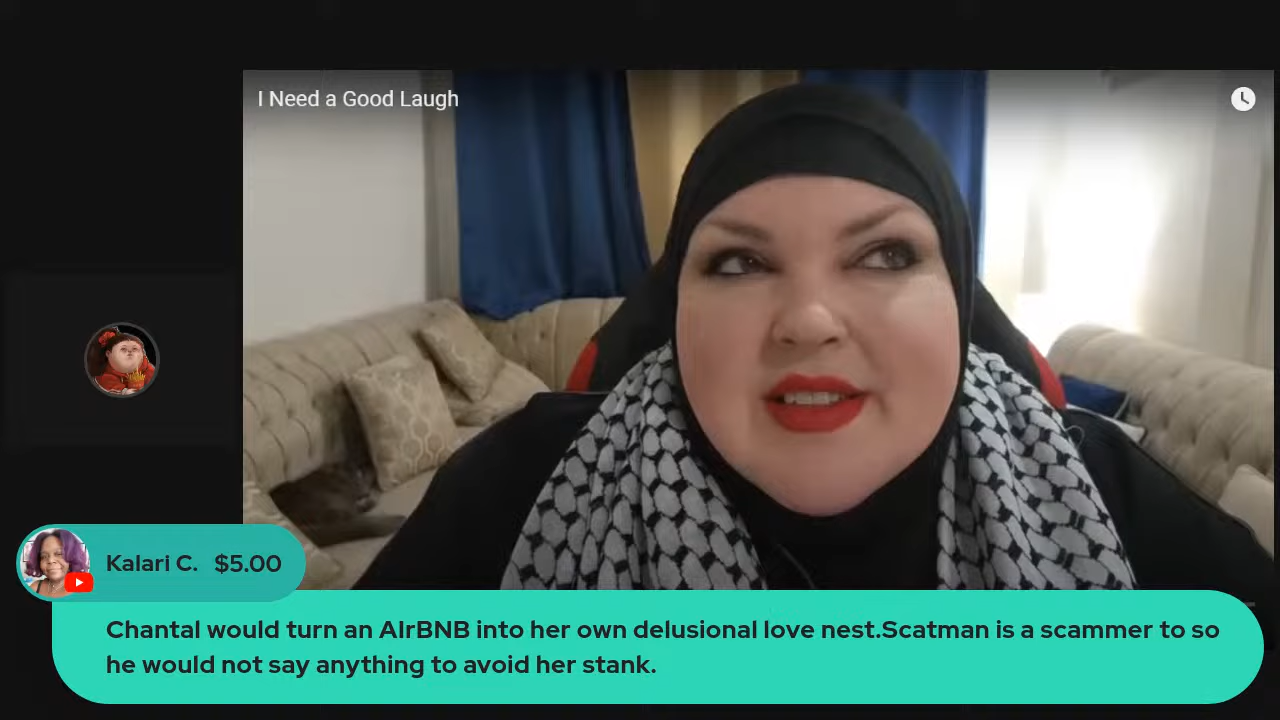 I Need a Good Laugh
Kalari C. $5.00
Chantal would turn an AIrBNB into her own delusional love nest.Scatman is a scammer to so
he would not say anything to avoid her stank.